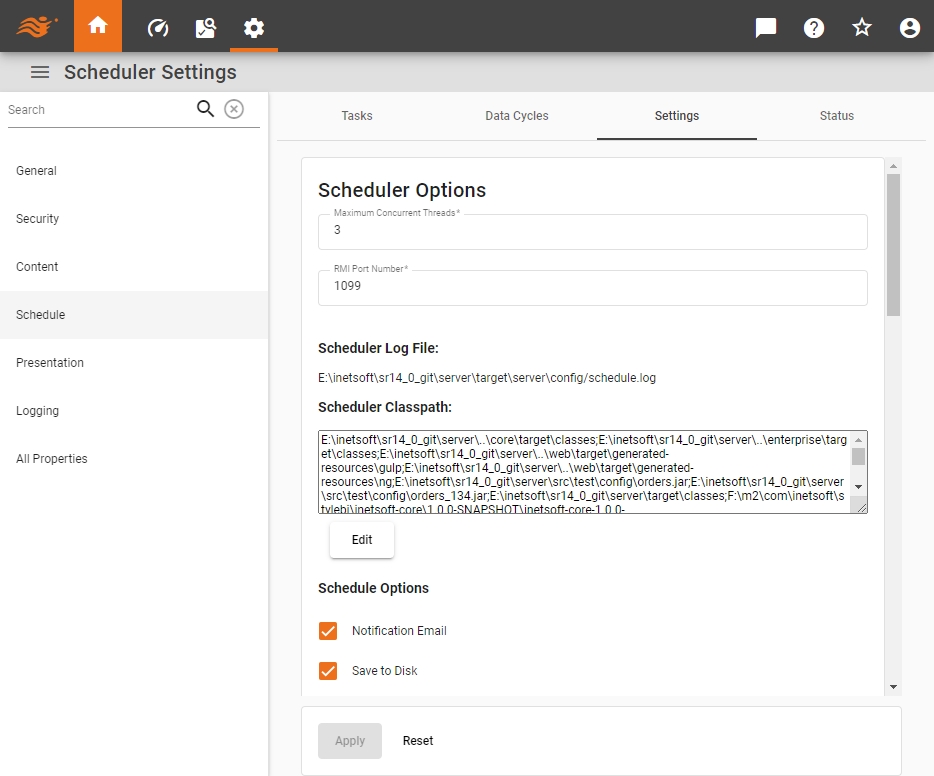 Scheduler Settings
Search
General
Security
Content
Schedule
Presentation
Logging
All Properties
Tasks
Data Cycles
Settings
Status
Scheduler Options
Maximum Concurrent Threads*
3
RMI Port Number*
1099
Scheduler Log File:
E:\inetsoft\sr14_0_git\server\target\server\config/schedule.log
Scheduler Classpath:
E:\inetsoft\sr14_0_git\server\..\core\target\classes;E:\inetsoft\sr14_0_git\server\..\enterprise\targ
et\classes;E:\inetsoft\sr14_0_git\server\..\web\target\generated-
resources\gulp;E:\inetsoft\sr14_0_git\server\..\web\target\generated-
resources\ng;E:\inetsoft\sr14_0_git\server\src\test\config\orders.jar;E:\inetsoft\sr14_0_git\server
\src\test\config\orders_134.jar;E:\inetsoft\sr14_0_git\server\target\classes;F:\m2\com\inetsoft\s
tylebi\inetsoft-core\1.0.0-SNAPSHOT\inetsoft-core-1.0.0-
Edit
Schedule Options
Notification Email
Save to Disk
Apply
Reset